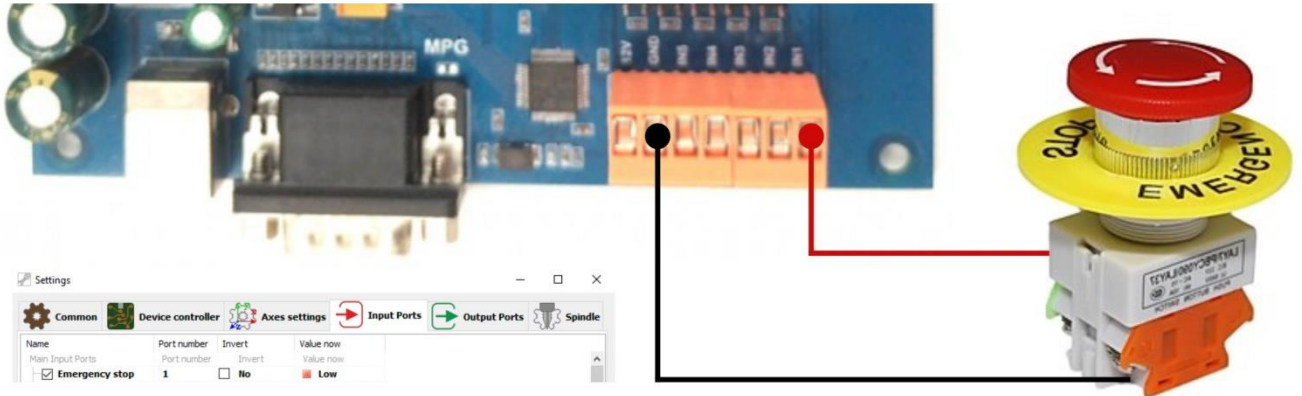 MPG
12V
GND
IN5
IN4
IN3
IN2
IN1
STOP
EMERGENCY
Settings
Common
Device controller
Axes settings
Input Ports
Output Ports
Spindle
Name Port number Invert Value now
Main Input Ports Port number Invert Value now
Emergency stop 1 No Low